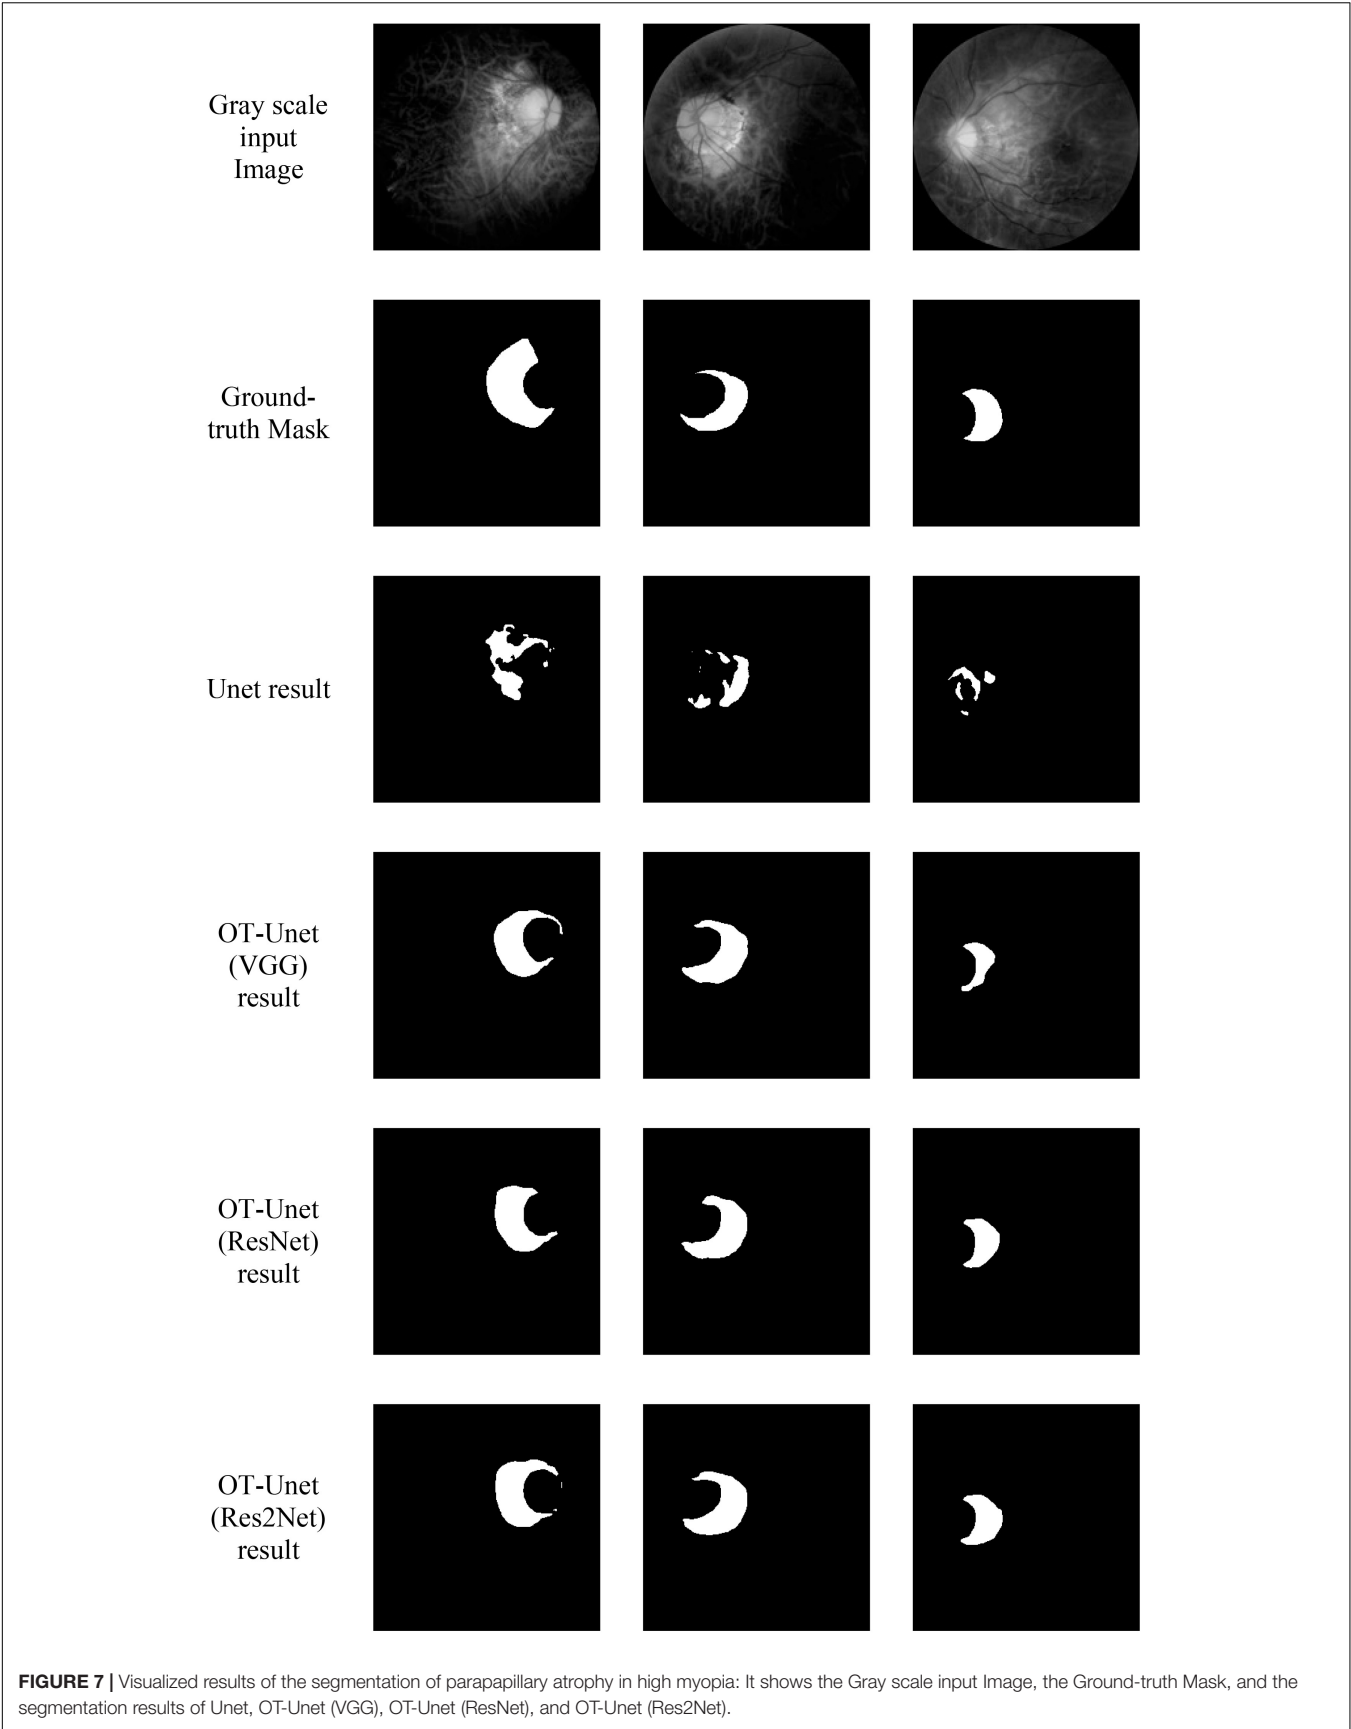 Gray scale
input
Image
Ground-
truth Mask
Unet result
OT-Unet
(VGG)
result
OT-Unet
(ResNet)
result
OT-Unet
(Res2Net)
result
FIGURE 7 | Visualized results of the segmentation of parapapillary atrophy in high myopia: It shows the Gray scale input Image, the Ground-truth Mask, and the
segmentation results of Unet, OT-Unet (VGG), OT-Unet (ResNet), and OT-Unet (Res2Net).